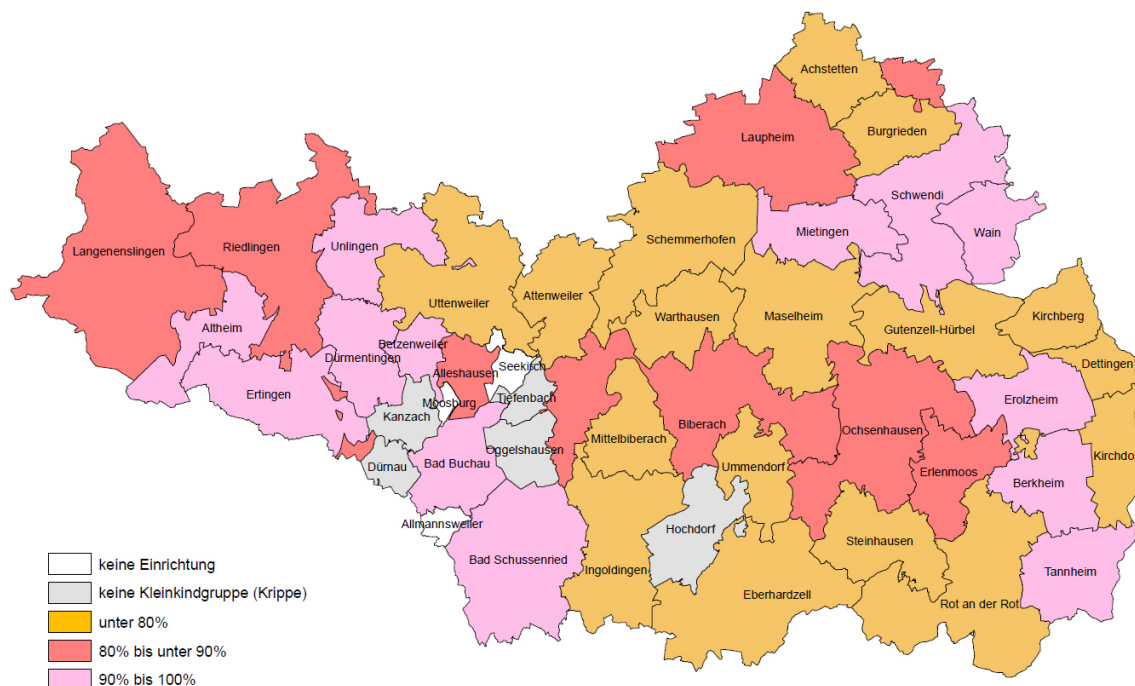 Achstetten
Burgrieden
Laupheim
Schwendi
Wain
Mietingen
Schemmerhofen
Langenenslingen
Riedlingen
Unlingen
Uttenweiler
Attenweiler
Warthausen
Maselheim
Gutenzell-Hürbel
Kirchberg
Altheim
Betzenweiler
Dürmentingen
Alleshausen
Seekirch
Dettingen
Ertingen
Moosburg
Tiefenbach
Kanzach
Erolzheim
Biberach
Ochsenhausen
Mittelbiberach
Oggelshausen
Bad Buchau
Dürnau
Ummendorf
Erlenmoos
Kirchdo
Berkheim
Allmannsweiler
Hochdorf
Steinhausen
Bad Schussenried
Ingoldingen
Tannheim
Eberhardzell
Rot an der Rot
keine Einrichtung
keine Kleinkindgruppe (Krippe)
unter 80%
80% bis unter 90%
90% bis 100%